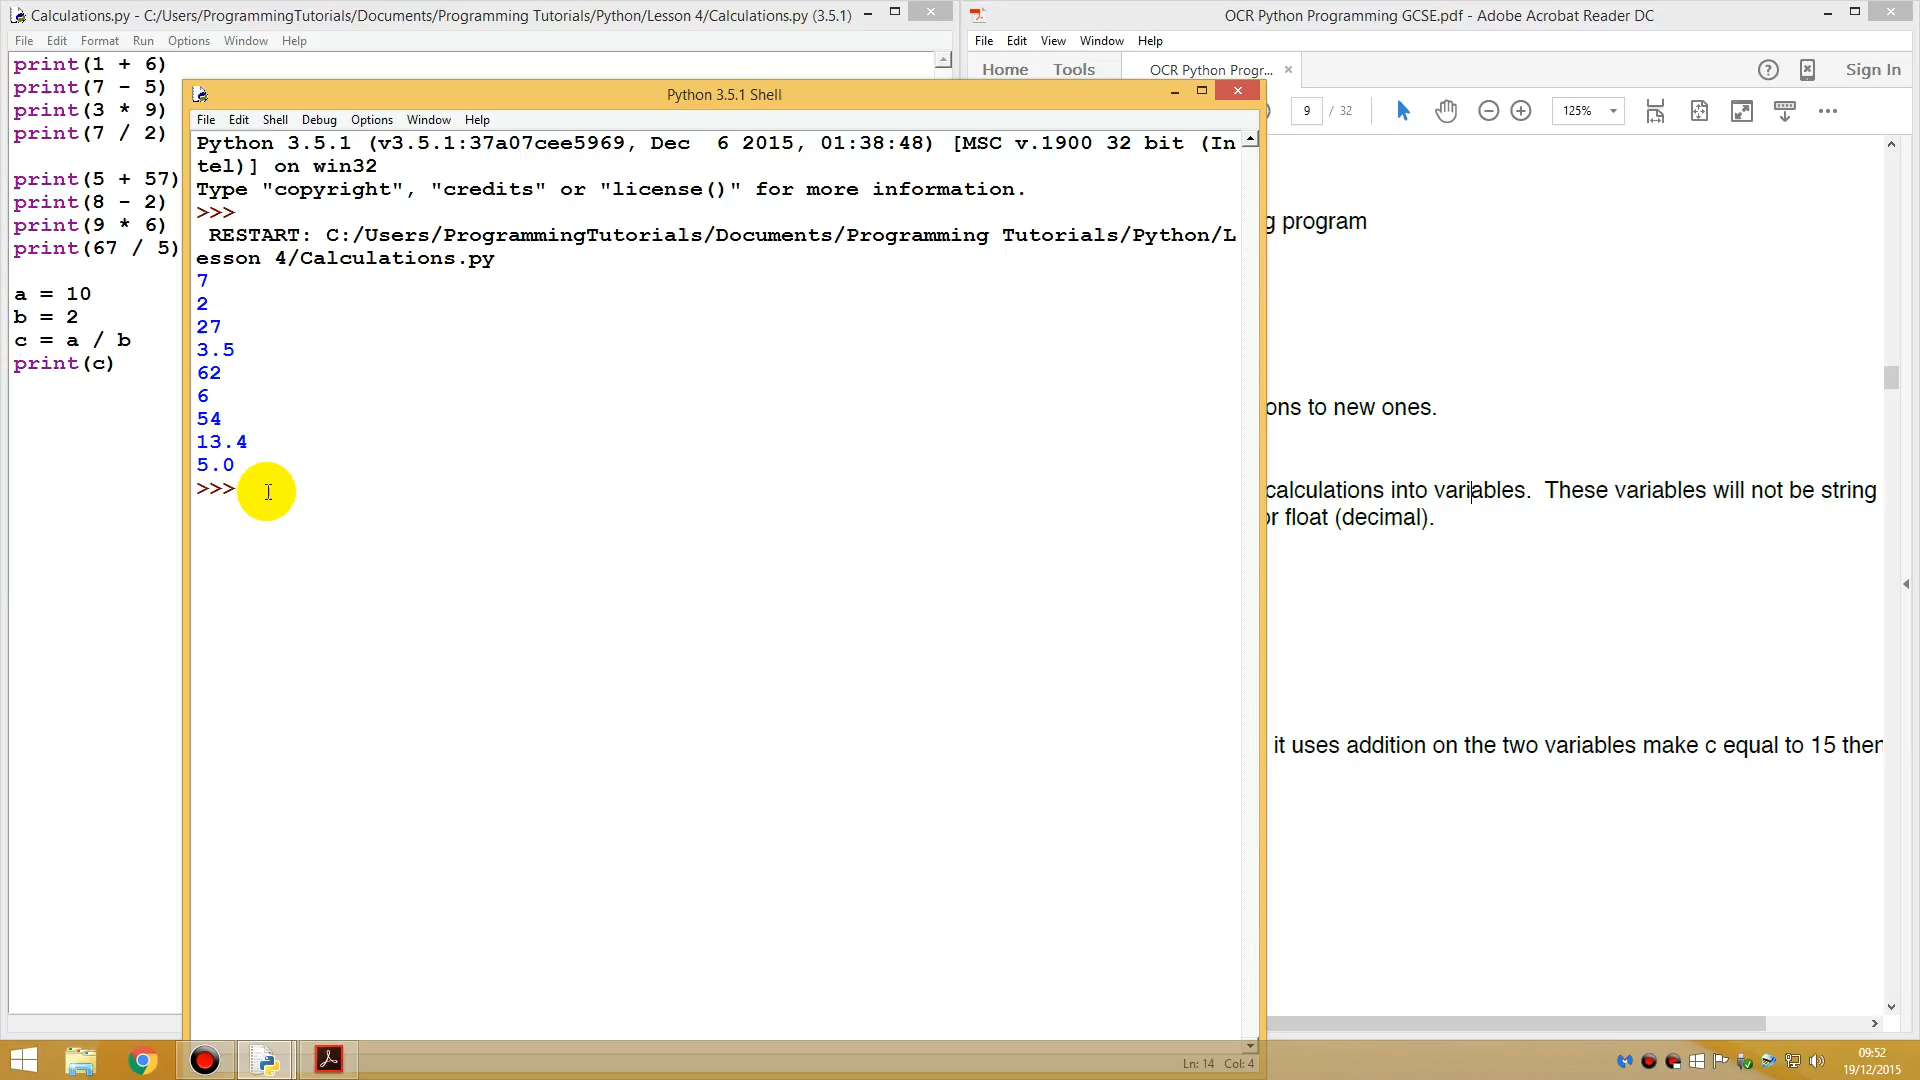 Calculations.py - C:/Users/ProgrammingTutorials/Documents/Programming Tutorials/Python/Lesson 4/Calculations.py (3.5.1)
File Edit Format Run Options Window Help
print(1 + 6)
print(7 - 5)
print(3 * 9)
print(7 / 2)
print(5 + 57)
print(8 - 2)
print(9 * 6)
print(67 / 5)
a = 10
b = 2
c = a / b
print(c)
Python 3.5.1 Shell
File Edit Shell Debug Options Window Help
Python 3.5.1 (v3.5.1:37a07cee5969, Dec  6 2015, 01:38:48) [MSC v.1900 32 bit (In
tel)] on win32
Type "copyright", "credits" or "license()" for more information.
>>>
RESTART: C:/Users/ProgrammingTutorials/Documents/Programming Tutorials/Python/L
esson 4/Calculations.py
7
2
27
3.5
62
6
54
13.4
5.0
>>>
Ln: 14 Col: 4
OCR Python Programming GCSE.pdf - Adobe Acrobat Reader DC
File Edit View Window Help
Home Tools OCR Python Progr... × Sign In
9 / 32 125%
g program
ons to new ones.
calculations into variables.  These variables will not be string
or float (decimal).
it uses addition on the two variables make c equal to 15 then
09:52
19/12/2015